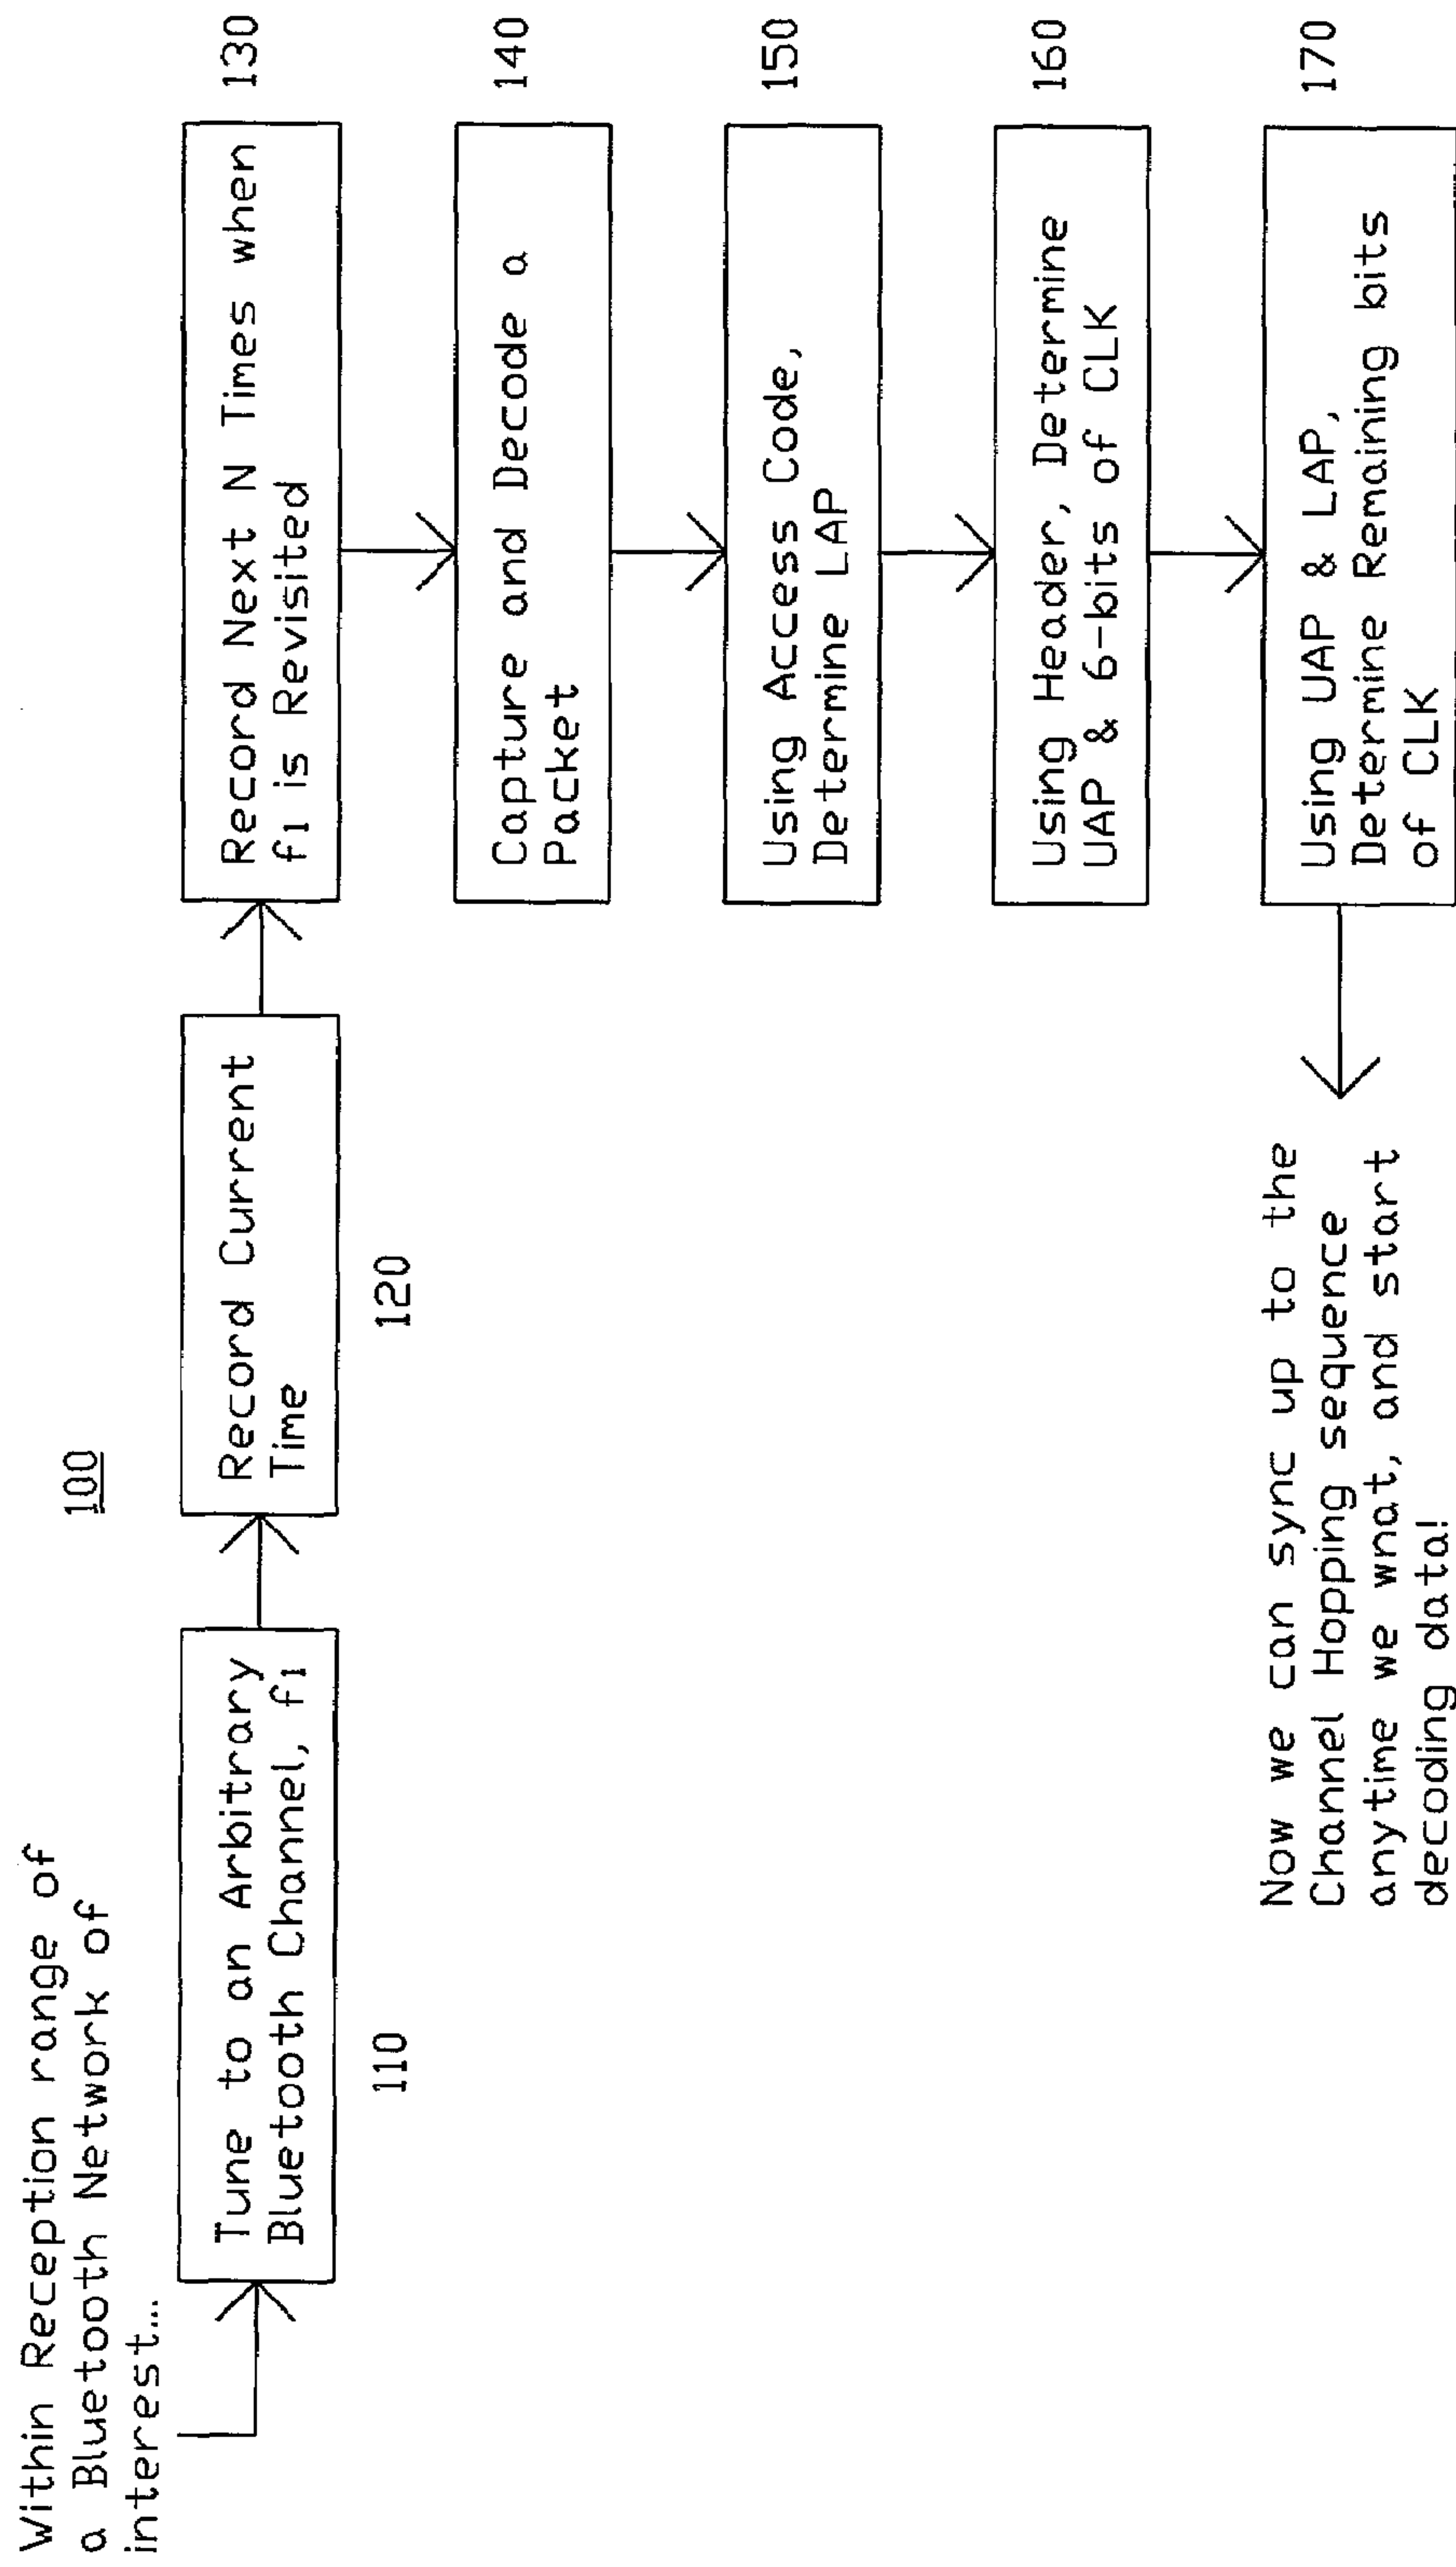 Within Reception range of
a Bluetooth Network of
interest...
100
Tune to an Arbitrary
Bluetooth Channel, f1
110
Record Current
Time
120
Record Next N Times when
f1 is Revisited
130
Capture and Decode a
Packet
140
Using Access Code,
Determine LAP
150
Using Header, Determine
UAP & 6-bits of CLK
160
Using UAP & LAP,
Determine Remaining bits
of CLK
170
Now we can sync up to the
Channel Hopping sequence
anytime we wnat, and start
decoding data!